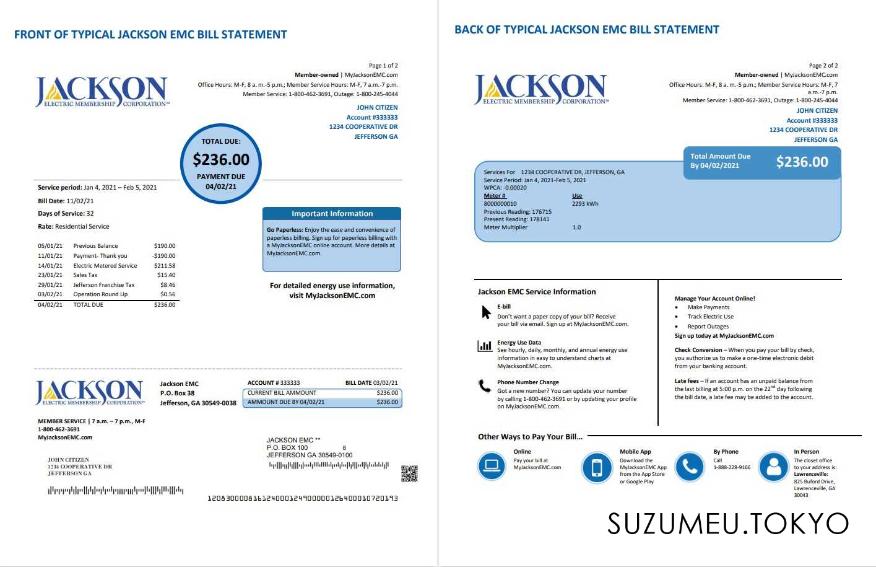 FRONT OF TYPICAL JACKSON EMC BILL STATEMENT
Page 1 of 2
JACKSON
ELECTRIC MEMBERSHIP CORPORATION
Member-owned | MyJacksonEMC.com
Office Hours: M-F, 8 a. m.-5 p.m.; Member Service Hours: M-F, 7 a.m.-7 p.m.
Member Service: 1-800-462-3691, Outage: 1-800-245-4044
JOHN CITIZEN
Account #333333
1234 COOPERATIVE DR
JEFFERSON GA
TOTAL DUE:
$236.00
PAYMENT DUE
04/02/21
Service period: Jan 4, 2021 – Feb 5, 2021
Bill Date: 11/02/21
Days of Service: 32
Rate: Residential Service
05/01/21 Previous Balance $190.00
11/01/21 Payment- Thank you -$190.00
14/01/21 Electric Metered Service $211.58
23/01/21 Sales Tax $15.40
29/01/21 Jefferson Franchise Tax $8.46
03/02/21 Operation Round Up $0.56
04/02/21 TOTAL DUE $236.00
Important Information
Go Paperless: Enjoy the ease and convenience of
paperless billing. Sign up for paperless billing with
a MyJacksonEMC online account. More details at
MyJacksonEMC.com.
For detailed energy use information,
visit MyJacksonEMC.com
JACKSON
ELECTRIC MEMBERSHIP CORPORATION
Jackson EMC
P.O. Box 38
Jefferson, GA 30549-0038
ACCOUNT # 333333 BILL DATE 03/02/21
CURRENT BILL AMMOUNT $236.00
AMMOUNT DUE BY 04/02/21 $236.00
MEMBER SERVICE | 7 a.m. – 7 p.m., M-F
1-800-462-3691
MyJacksonEMC.com
JACKSON EMC **
P.O. BOX 100 6
JEFFERSON GA 30549-0100
JOHN CITIZEN
1234 COOPERATIVE DR
JEFFERSON GA
BACK OF TYPICAL JACKSON EMC BILL STATEMENT
Page 2 of 2
JACKSON
ELECTRIC MEMBERSHIP CORPORATION
Member-owned | MyJacksonEMC.com
Office Hours: M-F, 8 a. m.-5 p.m.; Member Service Hours: M-F, 7
a.m.-7 p.m.
Member Service: 1-800-462-3691, Outage: 1-800-245-4044
JOHN CITIZEN
Account #333333
1234 COOPERATIVE DR
JEFFERSON GA
Total Amount Due
By 04/02/2021
$236.00
Services For 1234 COOPERATIVE DR, JEFFERSON, GA
Service Period: Jan 4, 2021-Feb 5, 2021
WPCA: -0.00020
Meter # Use
8000000010 2293 kWh
Previous Reading: 176715
Present Reading: 178141
Meter Multiplier 1.0
Jackson EMC Service Information
E-bill
Don't want a paper copy of your bill? Receive
your bill via email. Sign up at MyJacksonEMC.com.
Energy Use Data
See hourly, daily, monthly, and annual energy use
information in easy to understand charts at
MyJacksonEMC.com.
Phone Number Change
Got a new number? You can update your number
by calling 1-800-462-3691 or by updating your profile
on MyJacksonEMC.com.
Manage Your Account Online!
• Make Payments
• Track Electric Use
• Report Outages
Sign up today at MyJacksonEMC.com
Check Conversion – When you pay your bill by check,
you authorize us to make a one-time electronic debit
from your banking account.
Late fees – If an account has an unpaid balance from
the last billing at 5:00 p.m. on the 22nd day following
the bill date, a late fee may be added to the account.
Other Ways to Pay Your Bill...
Online
Pay your bill at
MyJacksonEMC.com
Mobile App
Download the
MyJacksonEMC App
from the App Store
or Google Play
By Phone
Call
1-888-228-9166
In Person
The closet office
to your address is:
Lawrenceville:
825 Buford Drive,
Lawrenceville, GA
30043
SUZUMEU.TOKYO